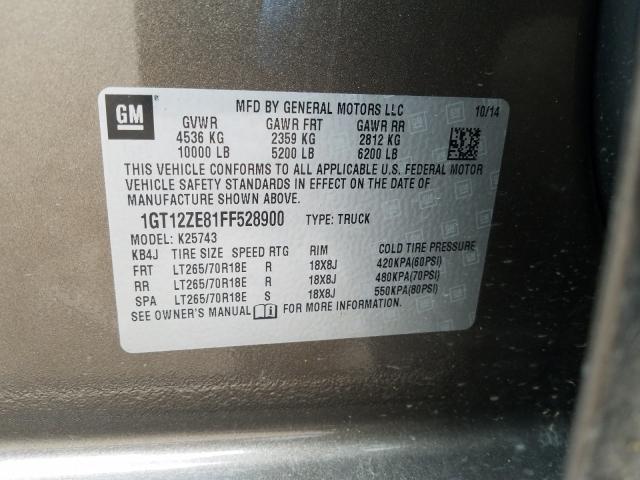 GM
MFD BY GENERAL MOTORS LLC 10/14
GVWR GAWR FRT GAWR RR
4536 KG 2359 KG 2812 KG
10000 LB 5200 LB 6200 LB
THIS VEHICLE CONFORMS TO ALL APPLICABLE U.S. FEDERAL MOTOR
VEHICLE SAFETY STANDARDS IN EFFECT ON THE DATE OF
MANUFACTURE SHOWN ABOVE.
1GT12ZE81FF528900 TYPE: TRUCK
MODEL: K25743
KB4J TIRE SIZE SPEED RTG RIM COLD TIRE PRESSURE
FRT LT265/70R18E R 18X8J 420KPA(60PSI)
RR LT265/70R18E R 18X8J 480KPA(70PSI)
SPA LT265/70R18E S 18X8J 550KPA(80PSI)
SEE OWNER'S MANUAL FOR MORE INFORMATION.